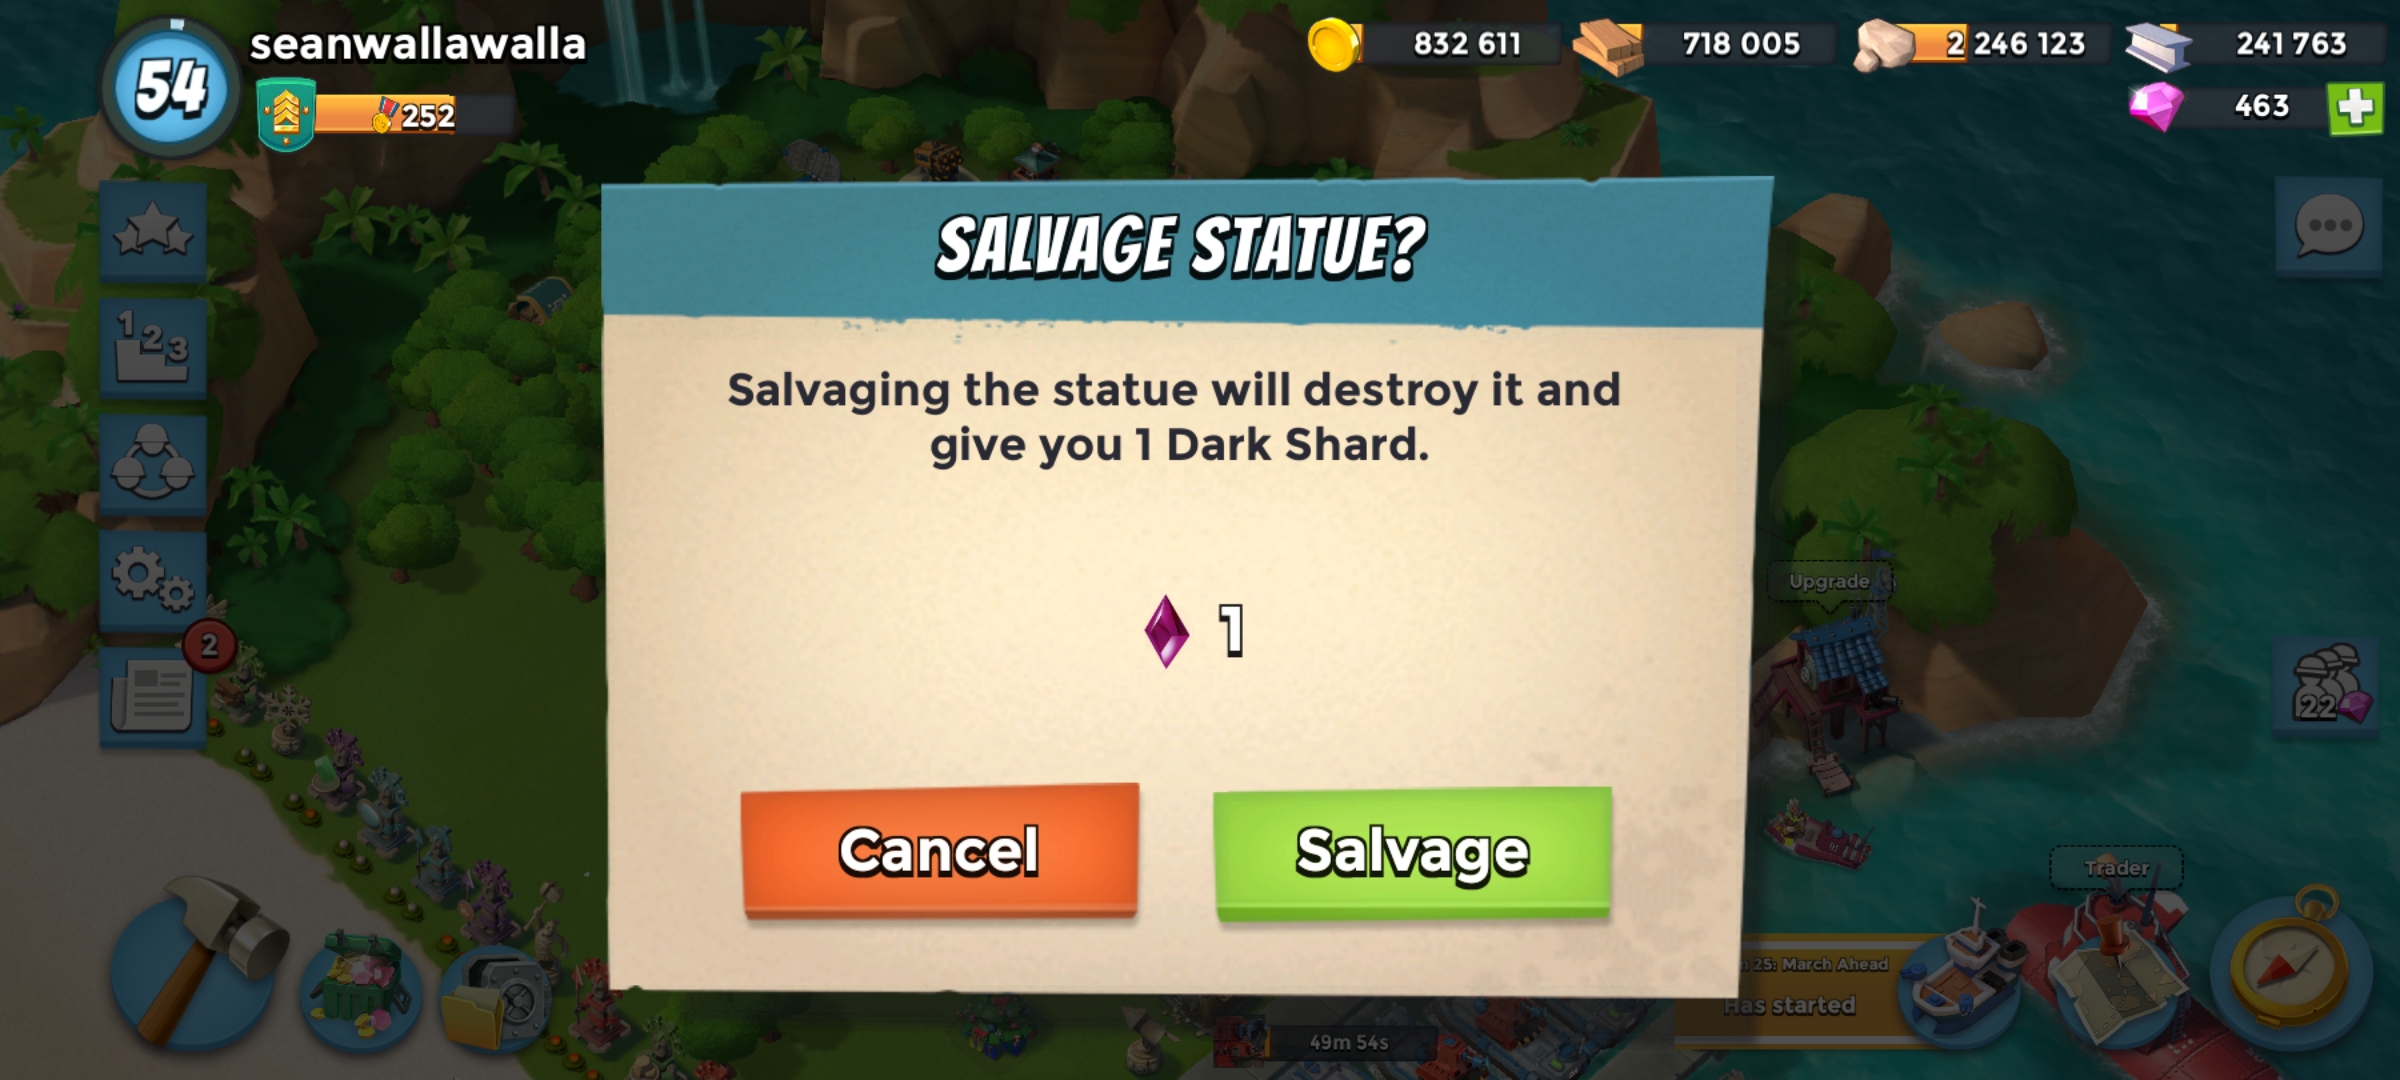 54
seanwallawalla
252
832 611
718 005
2 246 123
241 763
463
SALVAGE STATUE?
Salvaging the statue will destroy it and
give you 1 Dark Shard.
1
Cancel
Salvage
1 2 3
2
Upgrade
22
Trader
25: March Ahead
Has started
49m 54s